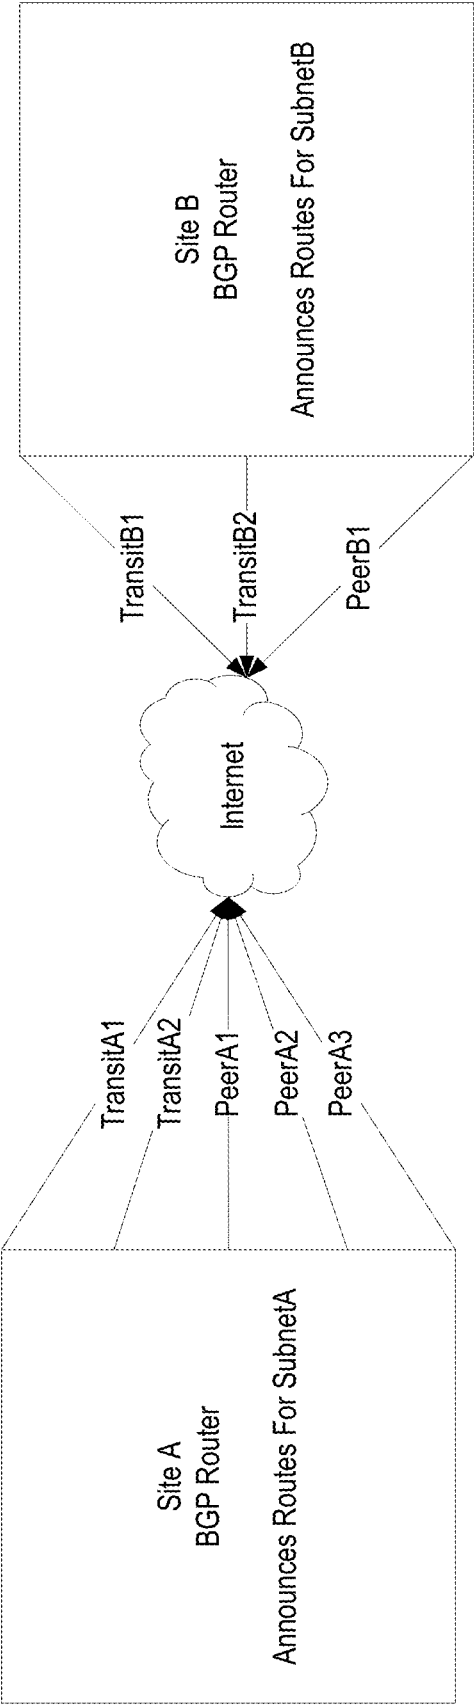 Site A
BGP Router
Announces Routes For SubnetA
TransitA1
TransitA2
PeerA1
PeerA2
PeerA3
Internet
TransitB1
TransitB2
PeerB1
Site B
BGP Router
Announces Routes For SubnetB